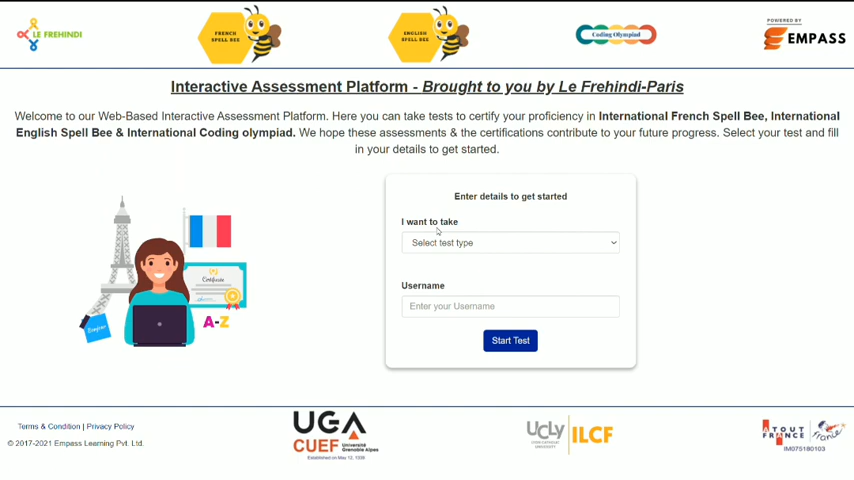 LE FREHINDI
FRENCH
SPELL BEE
ENGLISH
SPELL BEE
Coding Olympiad
POWERED BY
EMPASS
Interactive Assessment Platform - Brought to you by Le Frehindi-Paris
Welcome to our Web-Based Interactive Assessment Platform. Here you can take tests to certify your proficiency in International French Spell Bee, International
English Spell Bee & International Coding olympiad. We hope these assessments & the certifications contribute to your future progress. Select your test and fill
in your details to get started.
Certificate
A-Z
Bonjour
Enter details to get started
I want to take
Select test type
Username
Enter your Username
Start Test
Terms & Condition | Privacy Policy
© 2017-2021 Empass Learning Pvt. Ltd.
UGA
CUEF Université
Grenoble Alpes
UCLy
ILCF
ATOUT
FRANCE
IM075180103